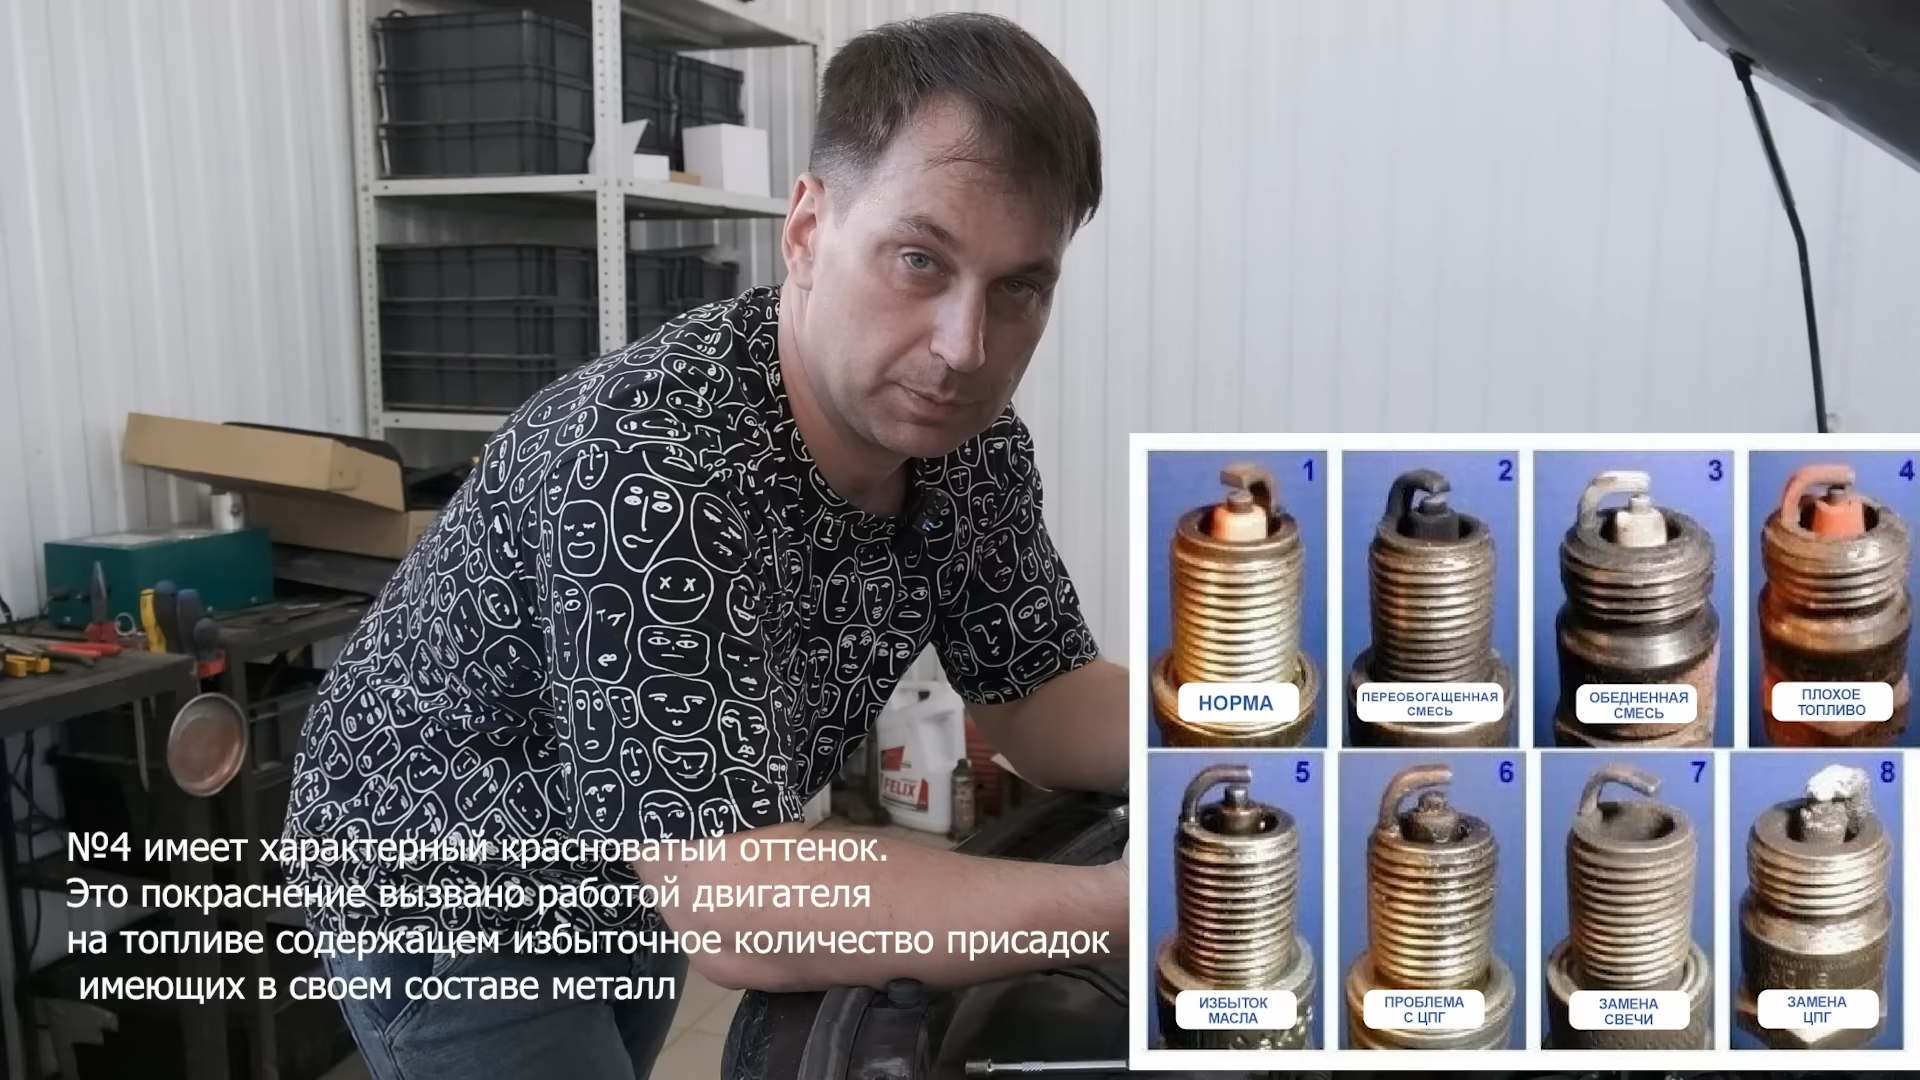 FELIX
№4 имеет характерный красноватый оттенок.
Это покраснение вызвано работой двигателя
на топливе содержащем избыточное количество присадок
имеющих в своем составе металл
1
НОРМА
2
ПЕРЕОБОГАЩЕННАЯ
СМЕСЬ
3
ОБЕДНЕННАЯ
СМЕСЬ
4
ПЛОХОЕ
ТОПЛИВО
5
ИЗБЫТОК
МАСЛА
6
ПРОБЛЕМА
С ЦПГ
7
ЗАМЕНА
СВЕЧИ
8
ЗАМЕНА
ЦПГ